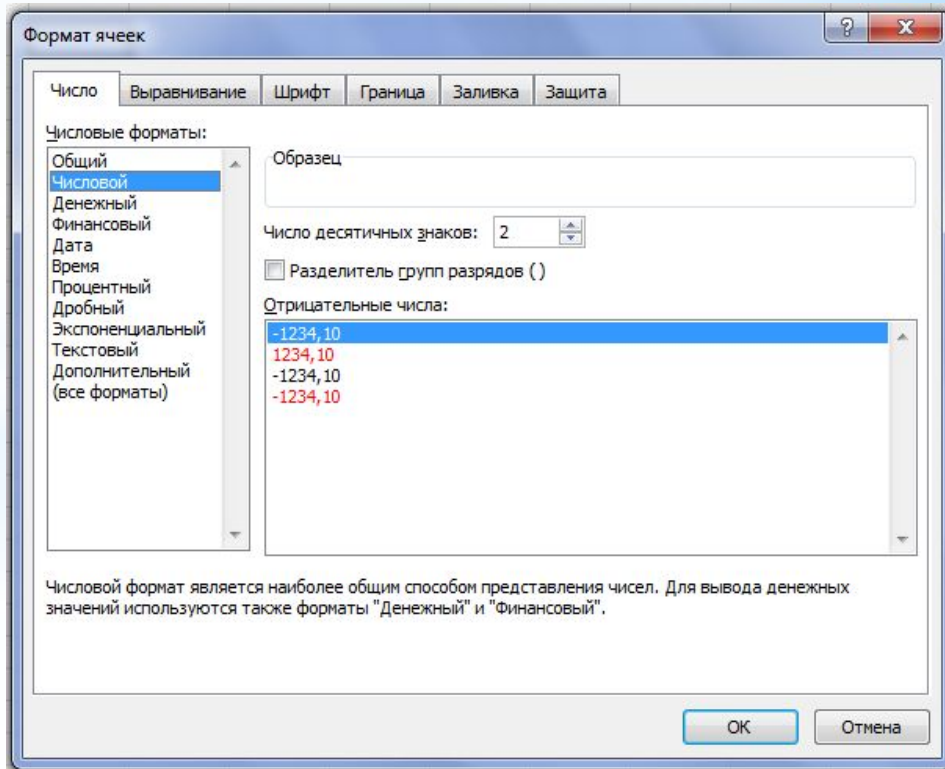 Формат ячеек
Число Выравнивание Шрифт Граница Заливка Защита
Числовые форматы:
Общий
Числовой
Денежный
Финансовый
Дата
Время
Процентный
Дробный
Экспоненциальный
Текстовый
Дополнительный
(все форматы)
Образец
Число десятичных знаков: 2
Разделитель групп разрядов ( )
Отрицательные числа:
-1234,10
1234,10
-1234,10
-1234,10
Числовой формат является наиболее общим способом представления чисел. Для вывода денежных
значений используются также форматы "Денежный" и "Финансовый".
ОК Отмена